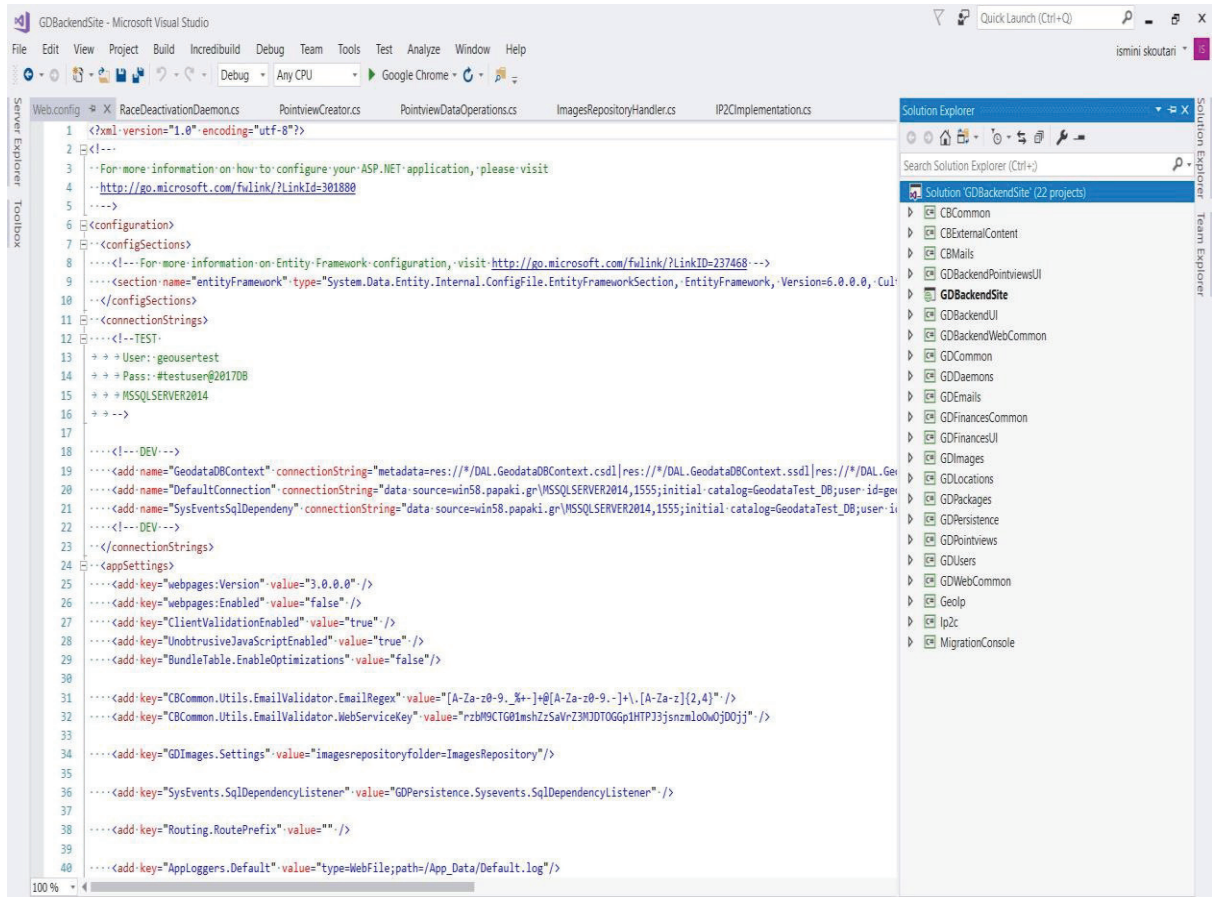 GDBackendSite - Microsoft Visual Studio
Quick Launch (Ctrl+Q)
File Edit View Project Build Incredibuild Debug Team Tools Test Analyze Window Help
ismini skoutari
IS
Debug Any CPU Google Chrome
Server Explorer
Toolbox
Web.config RaceDeactivationDaemon.cs PointviewCreator.cs PointviewDataOperations.cs ImagesRepositoryHandler.cs IP2CImplementation.cs
1 <?xml version="1.0" encoding="utf-8"?>
2 <!--
3 For more information on how to configure your ASP.NET application, please visit
4 http://go.microsoft.com/fwlink/?LinkId=301880
5 -->
6 <configuration>
7 <configSections>
8 <!-- For more information on Entity Framework configuration, visit http://go.microsoft.com/fwlink/?LinkID=237468 -->
9 <section name="entityFramework" type="System.Data.Entity.Internal.ConfigFile.EntityFrameworkSection, EntityFramework, Version=6.0.0.0, Cul
10 </configSections>
11 <connectionStrings>
12 <!--TEST
13 User: geousertest
14 Pass: #testuser@2017DB
15 MSSQLSERVER2014
16 -->
17
18 <!-- DEV -->
19 <add name="GeodataDBContext" connectionString="metadata=res://*/DAL.GeodataDBContext.csdl|res://*/DAL.GeodataDBContext.ssdl|res://*/DAL.Geo
20 <add name="DefaultConnection" connectionString="data source=win58.papaki.gr\MSSQLSERVER2014,1555;initial catalog=GeodataTest_DB;user id=geo
21 <add name="SysEventsSqlDependeny" connectionString="data source=win58.papaki.gr\MSSQLSERVER2014,1555;initial catalog=GeodataTest_DB;user i
22 <!-- DEV -->
23 </connectionStrings>
24 <appSettings>
25 <add key="webpages:Version" value="3.0.0.0" />
26 <add key="webpages:Enabled" value="false" />
27 <add key="ClientValidationEnabled" value="true" />
28 <add key="UnobtrusiveJavaScriptEnabled" value="true" />
29 <add key="BundleTable.EnableOptimizations" value="false"/>
30
31 <add key="CBCommon.Utils.EmailValidator.EmailRegex" value="[A-Za-z0-9._%+-]+@[A-Za-z0-9.-]+\.[A-Za-z]{2,4}" />
32 <add key="CBCommon.Utils.EmailValidator.WebServiceKey" value="rzbM9CTG01mshZzSaVrZ3MJDTOGGp1HTPJ3jsnzmloOwOjDOjj" />
33
34 <add key="GDImages.Settings" value="imagesrepositoryfolder=ImagesRepository"/>
35
36 <add key="SysEvents.SqlDependencyListener" value="GDPersistence.Sysevents.SqlDependencyListener" />
37
38 <add key="Routing.RoutePrefix" value="" />
39
40 <add key="AppLoggers.Default" value="type=WebFile;path=/App_Data/Default.log"/>
100 %
Solution Explorer
Search Solution Explorer (Ctrl+;)
Solution 'GDBackendSite' (22 projects)
CBCommon
CBExternalContent
CBMails
GDBackendPointviewsUI
GDBackendSite
GDBackendUI
GDBackendWebCommon
GDCommon
GDDaemons
GDEmails
GDFinancesCommon
GDFinancesUI
GDImages
GDLocations
GDPackages
GDPersistence
GDPointviews
GDUsers
GDWebCommon
GeoIp
Ip2c
MigrationConsole
Solution Explorer
Team Explorer